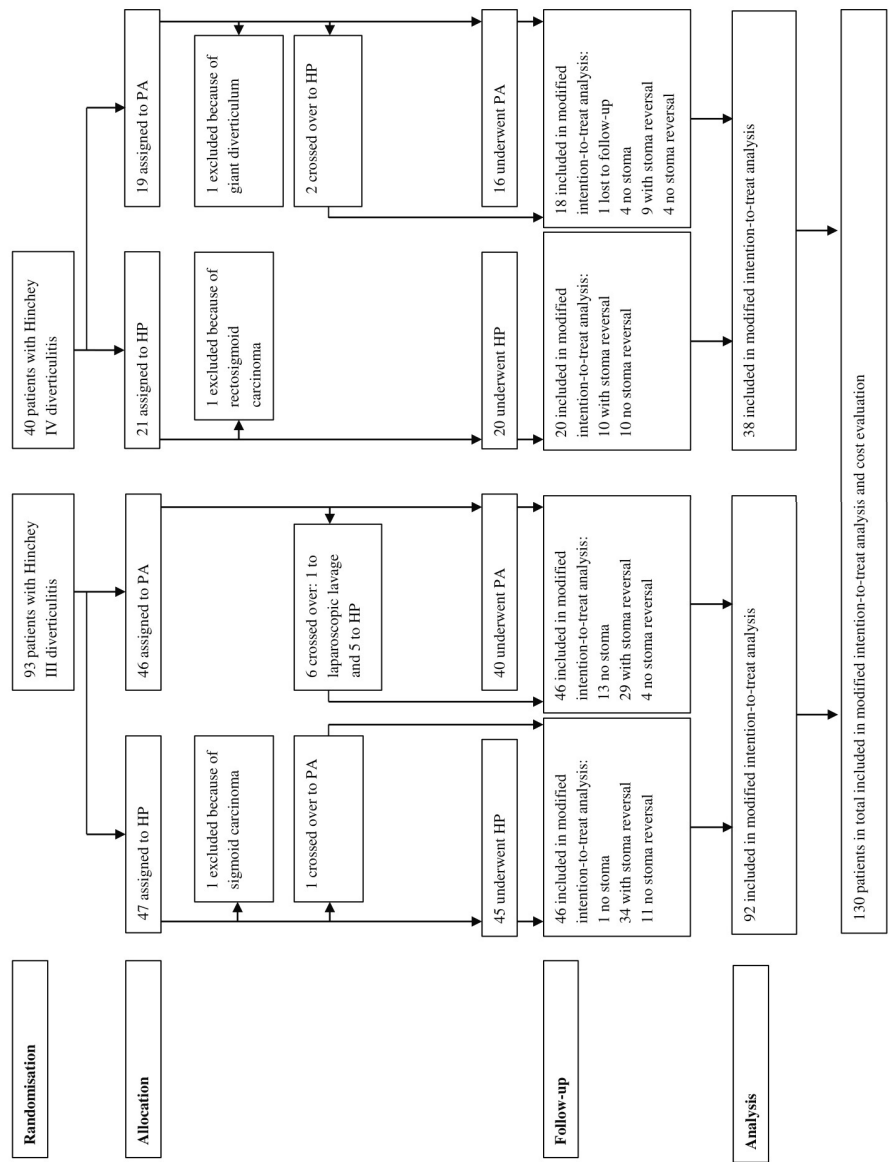 Randomisation
93 patients with Hinchey
III diverticulitis
40 patients with Hinchey
IV diverticulitis
Allocation
47 assigned to HP
46 assigned to PA
21 assigned to HP
19 assigned to PA
1 excluded because of
sigmoid carcinoma
1 excluded because of
rectosigmoid
carcinoma
1 excluded because of
giant diverticulum
1 crossed over to PA
6 crossed over: 1 to
laparoscopic lavage
and 5 to HP
2 crossed over to HP
45 underwent HP
40 underwent PA
20 underwent HP
16 underwent PA
Follow-up
46 included in modified
intention-to-treat analysis:
1 no stoma
34 with stoma reversal
11 no stoma reversal
46 included in modified
intention-to-treat analysis:
13 no stoma
29 with stoma reversal
4 no stoma reversal
20 included in modified
intention-to-treat analysis:
10 with stoma reversal
10 no stoma reversal
18 included in modified
intention-to-treat analysis:
1 lost to follow-up
4 no stoma
9 with stoma reversal
4 no stoma reversal
Analysis
92 included in modified intention-to-treat analysis
38 included in modified intention-to-treat analysis
130 patients in total included in modified intention-to-treat analysis and cost evaluation